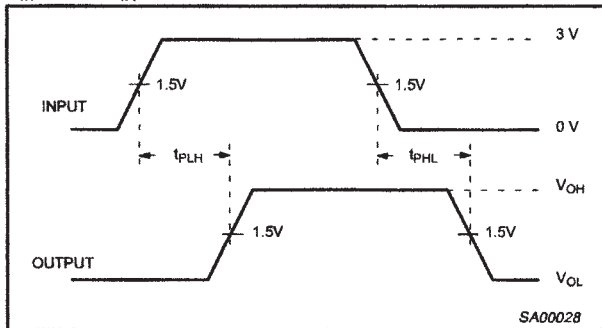 3 V
1.5V
1.5V
INPUT
0 V
tPLH
tPHL
VOH
1.5V
1.5V
OUTPUT
VOL
SA00028